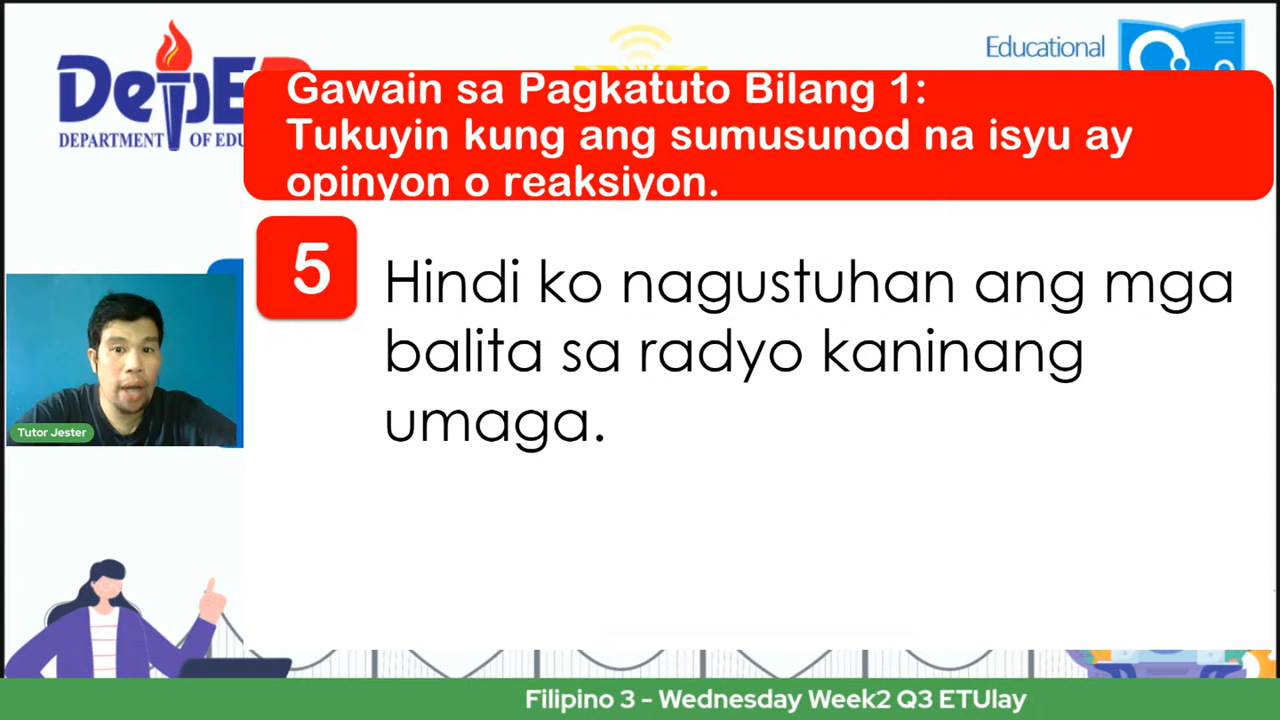 DepE
DEPARTMENT OF EDU
Educational
Gawain sa Pagkatuto Bilang 1:
Tukuyin kung ang sumusunod na isyu ay
opinyon o reaksiyon.
5
Hindi ko nagustuhan ang mga
balita sa radyo kaninang
umaga.
Tutor Jester
Filipino 3 - Wednesday Week2 Q3 ETUlay